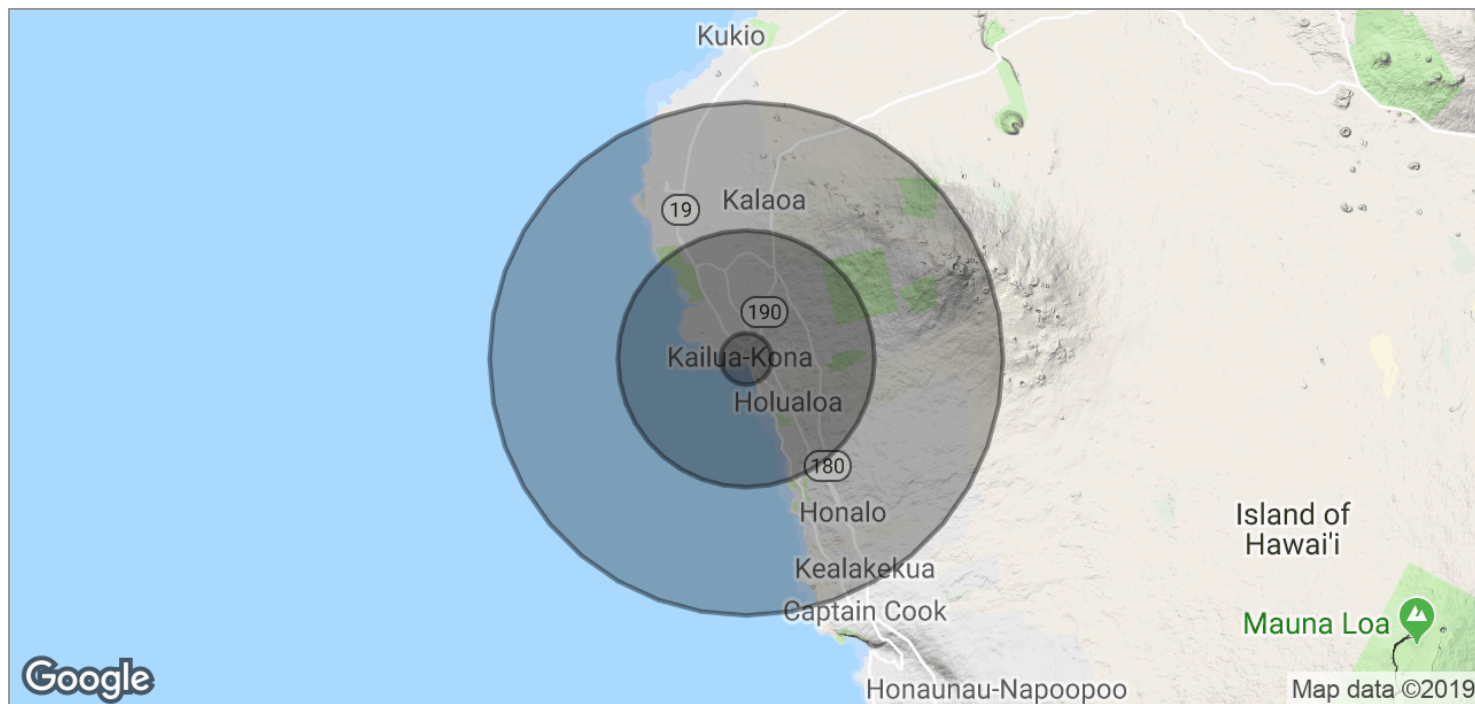 Kukio
Kalaoa
19
190
Kailua-Kona
Holualoa
180
Honalo
Island of
Hawai'i
Kealakekua
Captain Cook
Mauna Loa
Google
Honaunau-Napoopoo
Map data ©2019